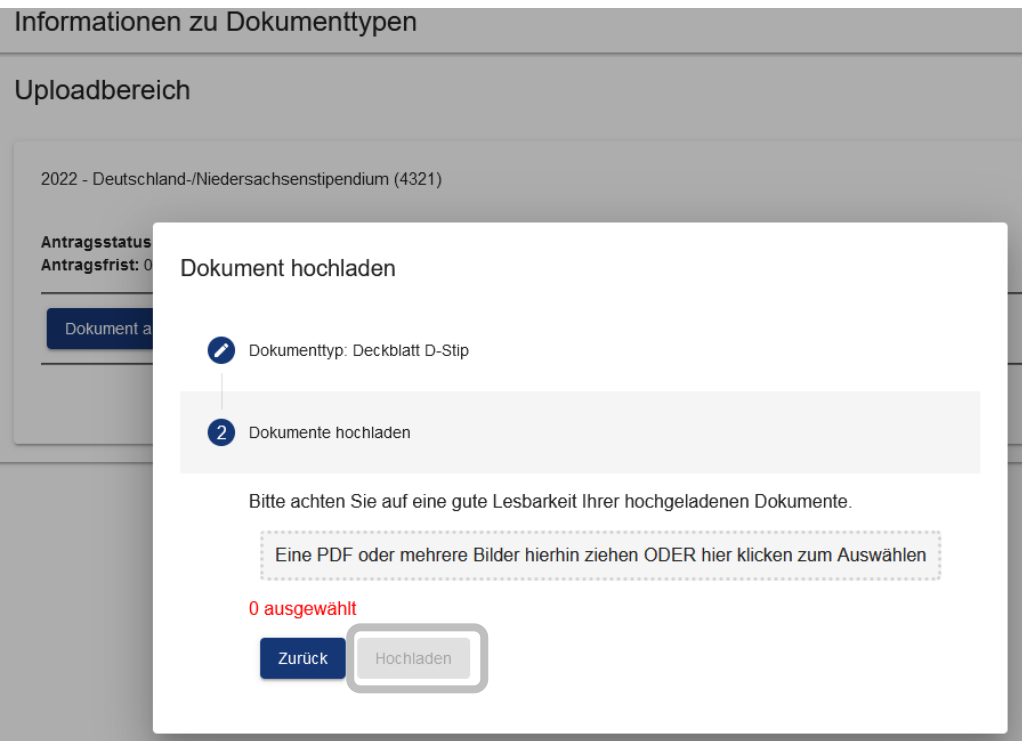 Informationen zu Dokumenttypen
Uploadbereich
2022 - Deutschland-/Niedersachsenstipendium (4321)
Antragsstatus
Antragsfrist: 0
Dokument a
Dokument hochladen
Dokumenttyp: Deckblatt D-Stip
2 Dokumente hochladen
Bitte achten Sie auf eine gute Lesbarkeit Ihrer hochgeladenen Dokumente.
Eine PDF oder mehrere Bilder hierhin ziehen ODER hier klicken zum Auswählen
0 ausgewählt
Zurück Hochladen